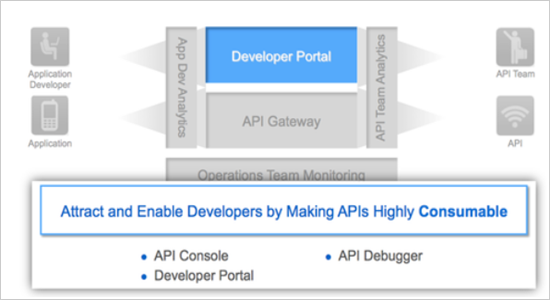 Developer Portal
App Dev Analytics
API Team Analytics
Application
Developer
API Team
API Gateway
Application
API
Operations Team Monitoring
Attract and Enable Developers by Making APIs Highly Consumable
API Console
API Debugger
Developer Portal